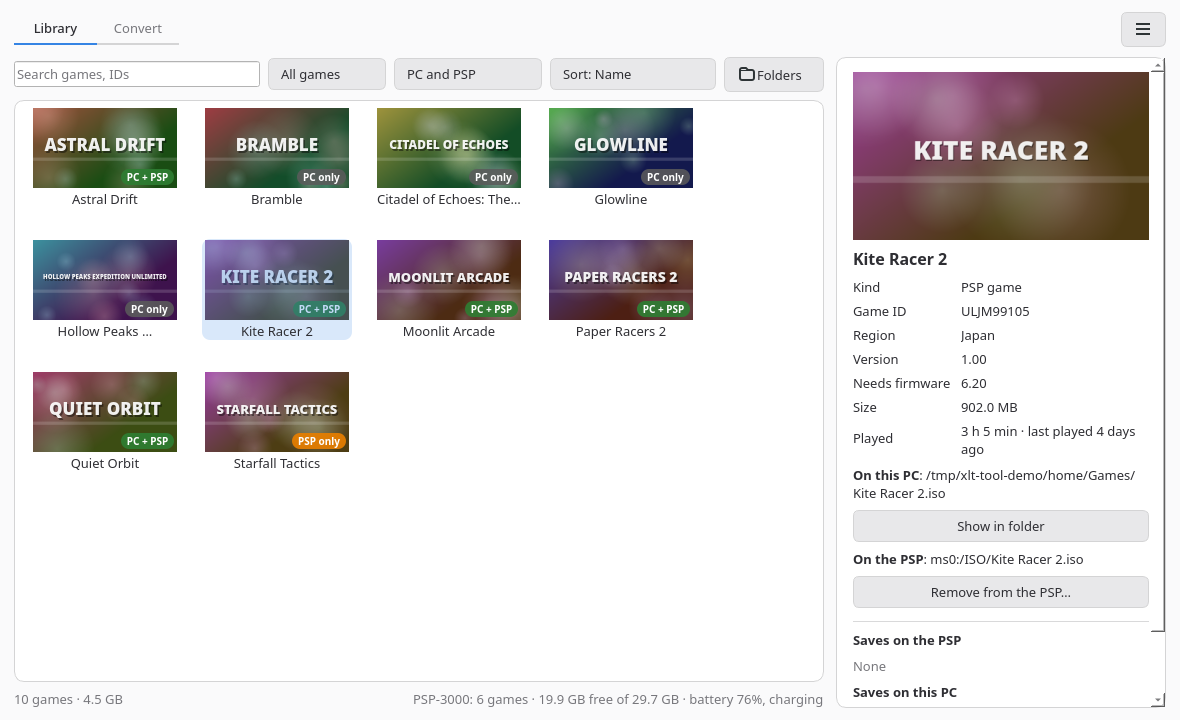 Library
Convert
Search games, IDs
All games
PC and PSP
Sort: Name
Folders
ASTRAL DRIFT
PC + PSP
Astral Drift
BRAMBLE
PC only
Bramble
CITADEL OF ECHOES
PC only
Citadel of Echoes: The...
GLOWLINE
PC only
Glowline
HOLLOW PEAKS EXPEDITION UNLIMITED
PC only
Hollow Peaks ...
KITE RACER 2
PC + PSP
Kite Racer 2
MOONLIT ARCADE
PC + PSP
Moonlit Arcade
PAPER RACERS 2
PC + PSP
Paper Racers 2
QUIET ORBIT
PC + PSP
Quiet Orbit
STARFALL TACTICS
PSP only
Starfall Tactics
10 games · 4.5 GB
PSP-3000: 6 games · 19.9 GB free of 29.7 GB · battery 76%, charging
KITE RACER 2
Kite Racer 2
Kind PSP game
Game ID ULJM99105
Region Japan
Version 1.00
Needs firmware 6.20
Size 902.0 MB
Played 3 h 5 min · last played 4 days
ago
On this PC: /tmp/xlt-tool-demo/home/Games/
Kite Racer 2.iso
Show in folder
On the PSP: ms0:/ISO/Kite Racer 2.iso
Remove from the PSP...
Saves on the PSP
None
Saves on this PC